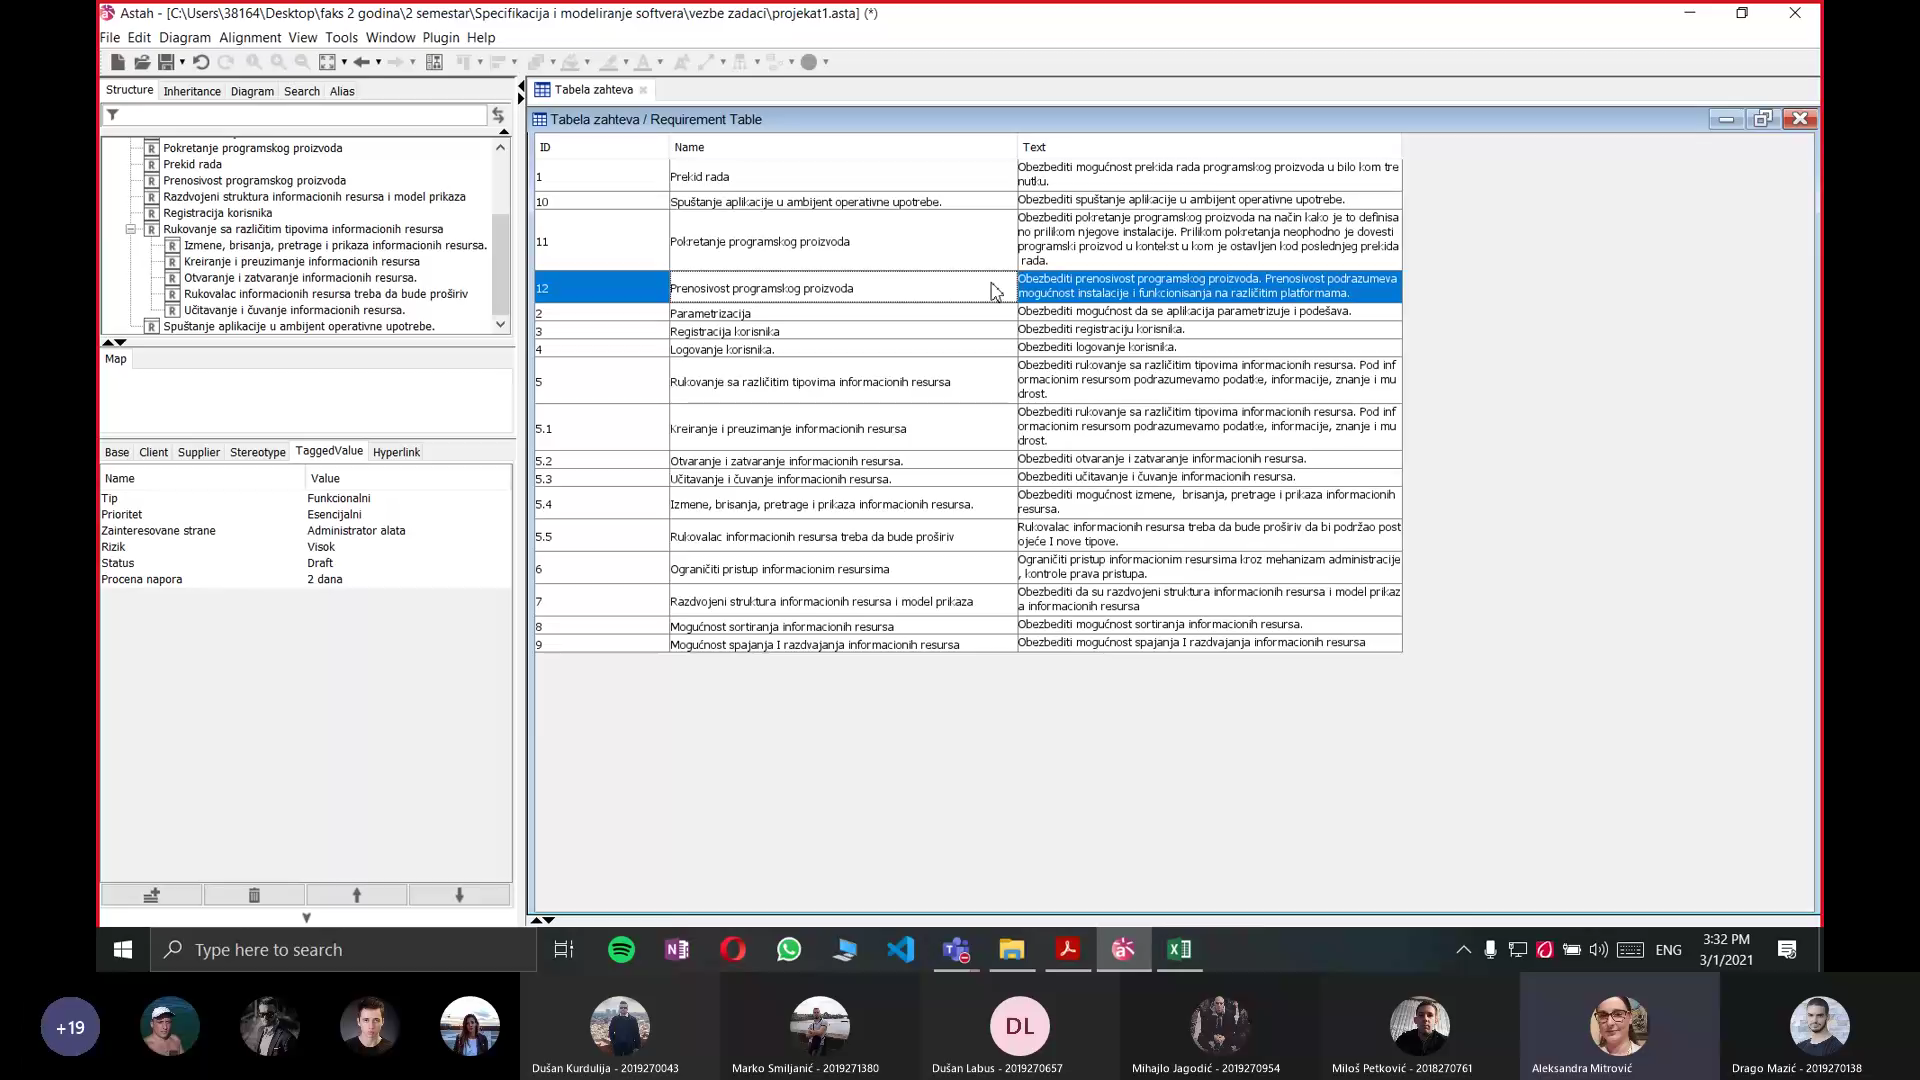 Astah - [C:\Users\38164\Desktop\faks 2 godina\2 semestar\Specifikacija i modeliranje softvera\vezbe zadaci\projekat1.asta] (*)
File Edit Diagram Alignment View Tools Window Plugin Help
Structure Inheritance Diagram Search Alias
Pokretanje programskog proizvoda
Prekid rada
Prenosivost programskog proizvoda
Razdvojeni struktura informacionih resursa i model prikaza
Registracija korisnika
Rukovanje sa različitim tipovima informacionih resursa
Izmene, brisanja, pretrage i prikaza informacionih resursa.
Kreiranje i preuzimanje informacionih resursa
Otvaranje i zatvaranje informacionih resursa.
Rukovalac informacionih resursa treba da bude proširiv
Učitavanje i čuvanje informacionih resursa.
Spuštanje aplikacije u ambijent operativne upotrebe.
Map
Base Client Supplier Stereotype TaggedValue Hyperlink
Name Value
Tip Funkcionalni
Prioritet Esencijalni
Zainteresovane strane Administrator alata
Rizik Visok
Status Draft
Procena napora 2 dana
Tabela zahteva
Tabela zahteva / Requirement Table
ID Name Text
1 Prekid rada Obezbediti mogućnost prekida rada programskog proizvoda u bilo kom tre
nutku.
10 Spuštanje aplikacije u ambijent operativne upotrebe. Obezbediti spuštanje aplikacije u ambijent operativne upotrebe.
11 Pokretanje programskog proizvoda Obezbediti pokretanje programskog proizvoda na način kako je to definisa
no prilikom njegove instalacije. Prilikom pokretanja neophodno je dovesti
programski proizvod u kontekst u kom je ostavljen kod poslednjeg prekida
rada.
12 Prenosivost programskog proizvoda Obezbediti prenosivost programskog proizvoda. Prenosivost podrazumeva
mogućnost instalacije i funkcionisanja na različitim platformama.
2 Parametrizacija Obezbediti mogućnost da se aplikacija parametrizuje i podešava.
3 Registracija korisnika Obezbediti registraciju korisnika.
4 Logovanje korisnika. Obezbediti logovanje korisnika.
5 Rukovanje sa različitim tipovima informacionih resursa Obezbediti rukovanje sa različitim tipovima informacionih resursa. Pod inf
ormacionim resursom podrazumevamo podatke, informacije, znanje i mu
drost.
5.1 Kreiranje i preuzimanje informacionih resursa Obezbediti rukovanje sa različitim tipovima informacionih resursa. Pod inf
ormacionim resursom podrazumevamo podatke, informacije, znanje i mu
drost.
5.2 Otvaranje i zatvaranje informacionih resursa. Obezbediti otvaranje i zatvaranje informacionih resursa.
5.3 Učitavanje i čuvanje informacionih resursa. Obezbediti učitavanje i čuvanje informacionih resursa.
5.4 Izmene, brisanja, pretrage i prikaza informacionih resursa. Obezbediti mogućnost izmene, brisanja, pretrage i prikaza informacionih
resursa.
5.5 Rukovalac informacionih resursa treba da bude proširiv Rukovalac informacionih resursa treba da bude proširiv da bi podržao post
ojeće I nove tipove.
6 Ograničiti pristup informacionim resursima Ograničiti pristup informacionim resursima kroz mehanizam administracije
, kontrole prava pristupa.
7 Razdvojeni struktura informacionih resursa i model prikaza Obezbediti da su razdvojeni struktura informacionih resursa i model prikaz
a informacionih resursa
8 Mogućnost sortiranja informacionih resursa Obezbediti mogućnost sortiranja informacionih resursa.
9 Mogućnost spajanja I razdvajanja informacionih resursa Obezbediti mogućnost spajanja I razdvajanja informacionih resursa
Type here to search
ENG
3:32 PM
3/1/2021
+19
DL
Dušan Kurdulija - 2019270043
Marko Smiljanić - 2019271380
Dušan Labus - 2019270657
Mihajlo Jagodić - 2019270954
Miloš Petković - 2018270761
Aleksandra Mitrović
Drago Mazić - 2019270138